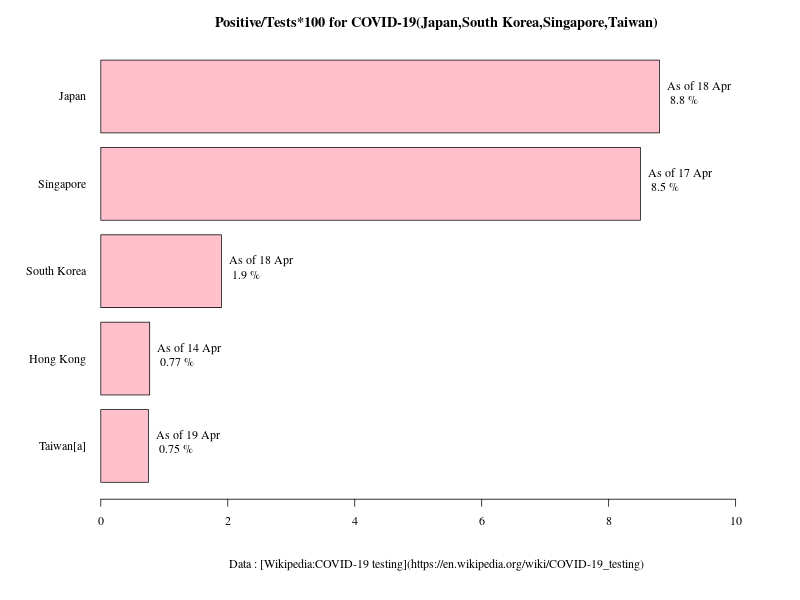 Positive/Tests*100 for COVID-19(Japan,South Korea,Singapore,Taiwan)
Japan
As of 18 Apr
8.8 %
Singapore
As of 17 Apr
8.5 %
South Korea
As of 18 Apr
1.9 %
Hong Kong
As of 14 Apr
0.77 %
Taiwan[a]
As of 19 Apr
0.75 %
0 2 4 6 8 10
Data : [Wikipedia:COVID-19 testing](https://en.wikipedia.org/wiki/COVID-19_testing)